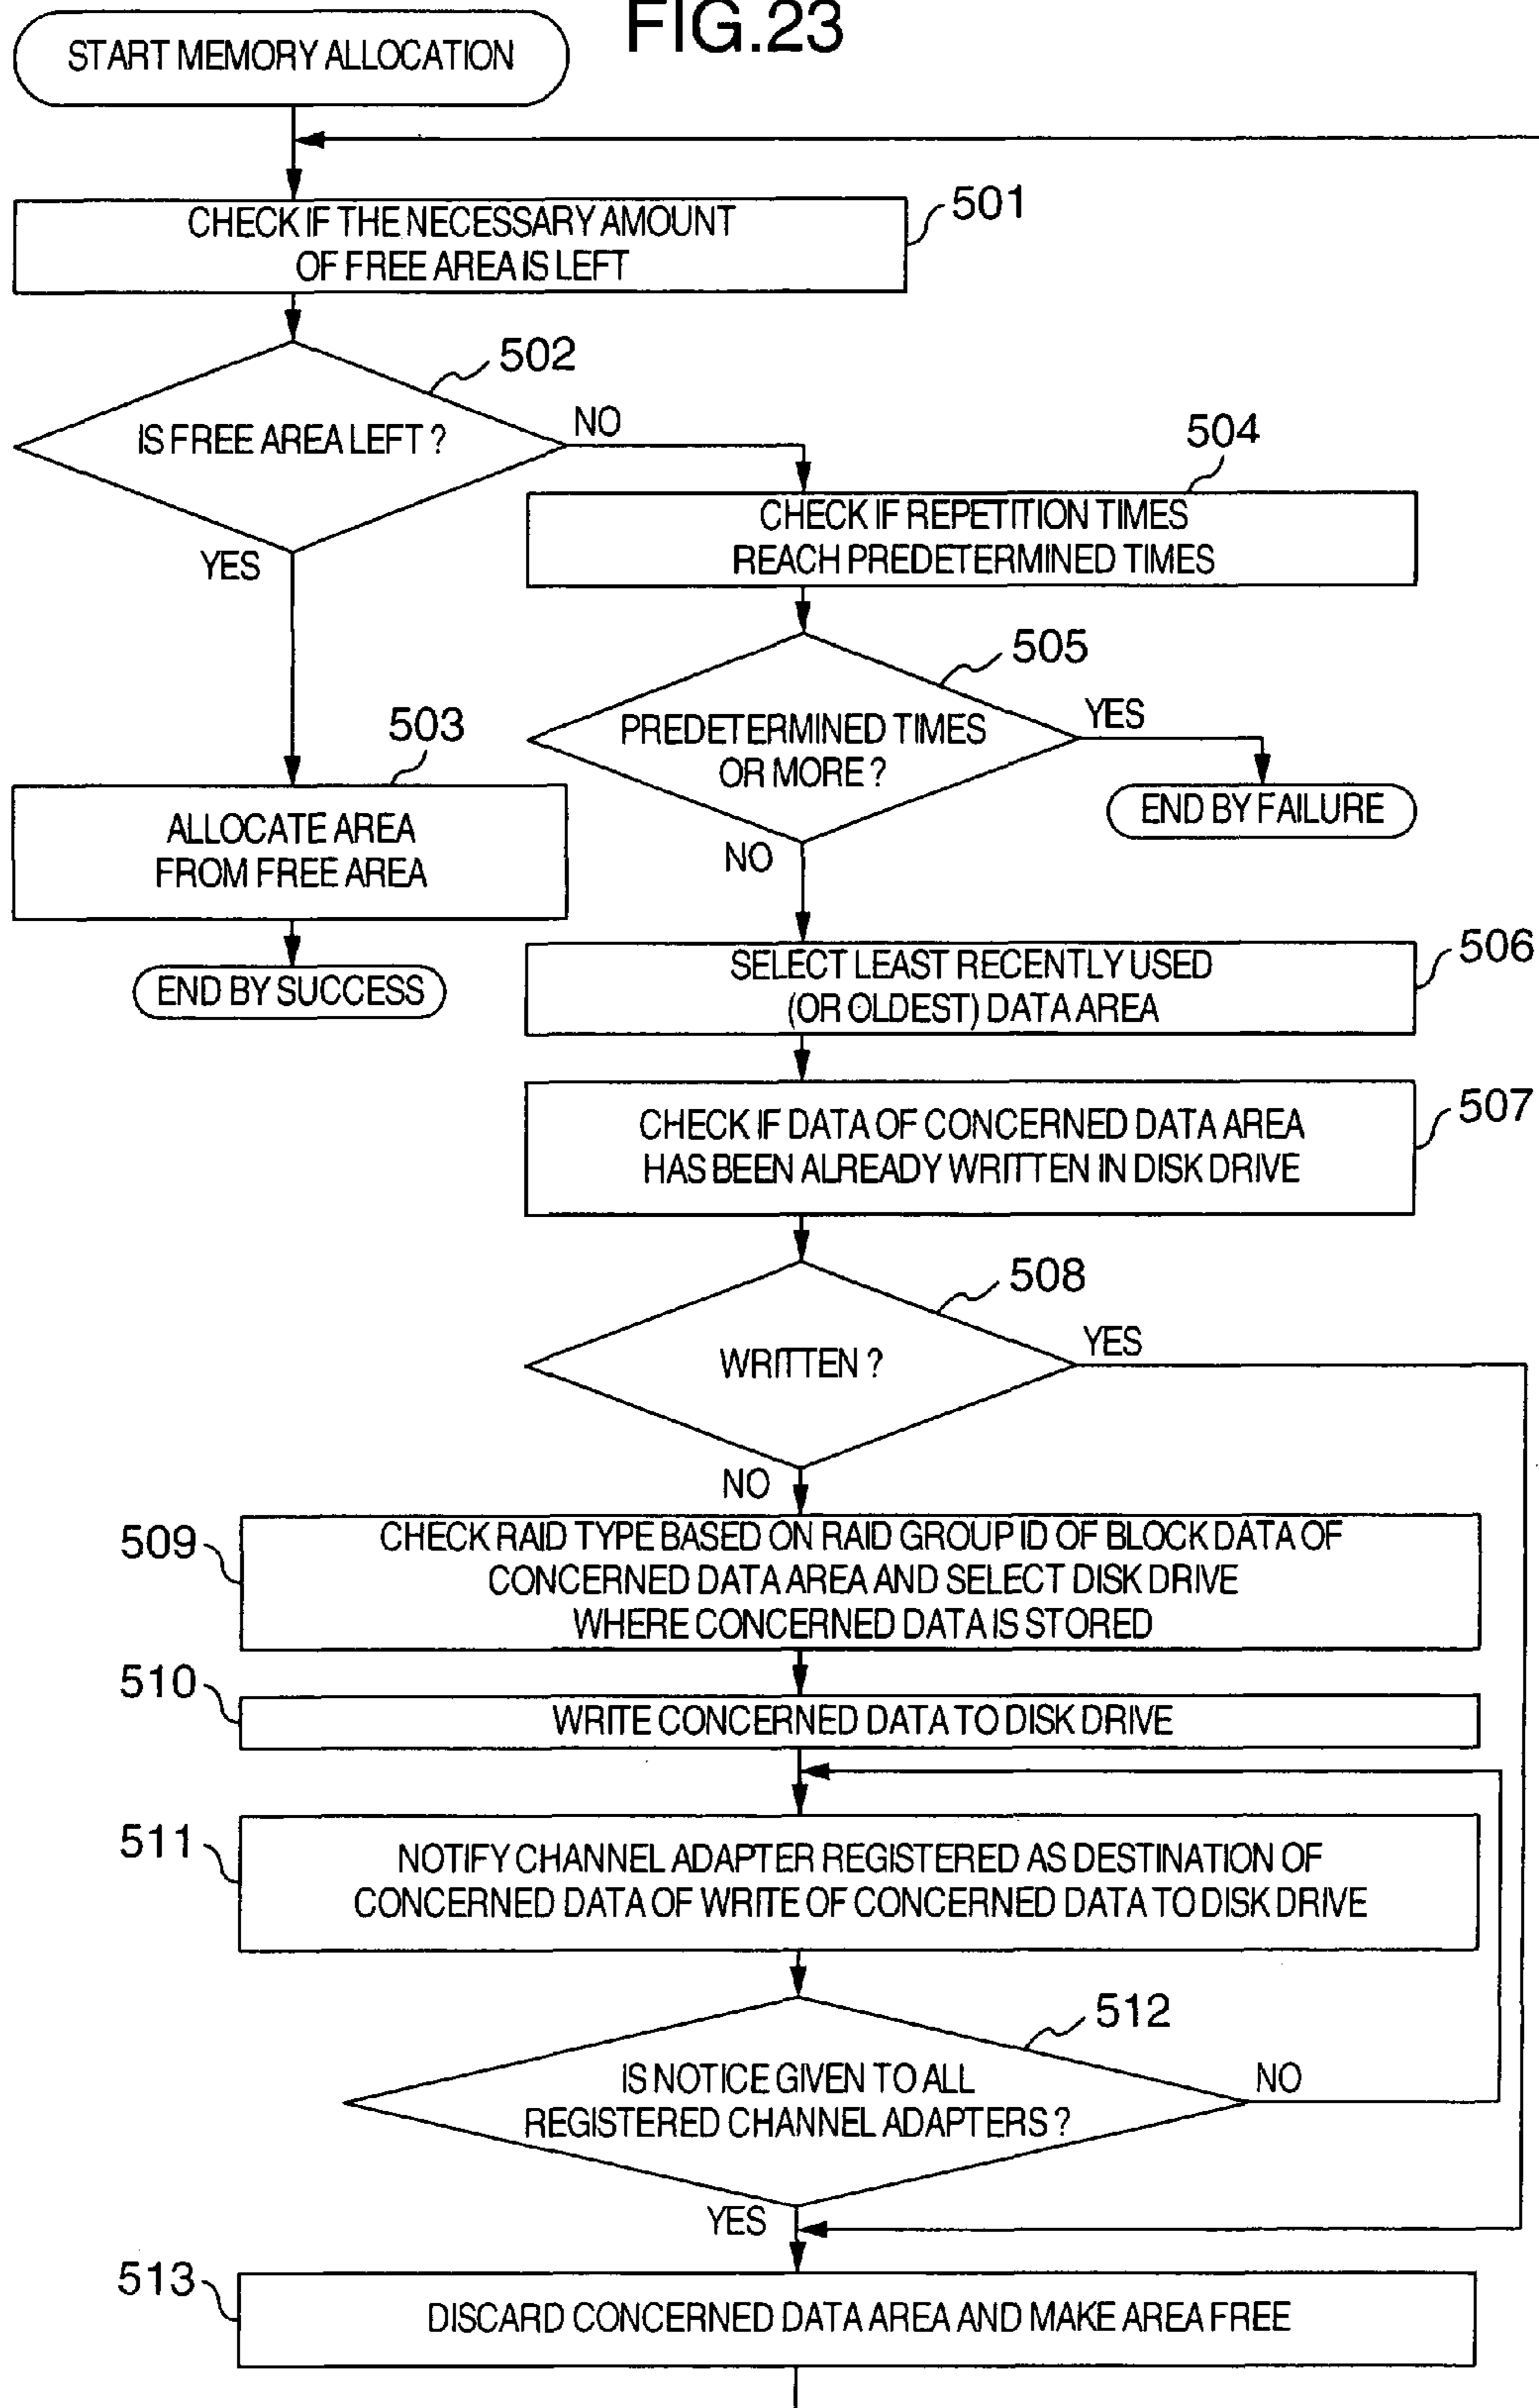 FIG.23
START MEMORY ALLOCATION
501
CHECK IF THE NECESSARY AMOUNT
OF FREE AREA IS LEFT
502
IS FREE AREA LEFT ?
NO
YES
504
CHECK IF REPETITION TIMES
REACH PREDETERMINED TIMES
505
PREDETERMINED TIMES
OR MORE ?
YES
NO
END BY FAILURE
503
ALLOCATE AREA
FROM FREE AREA
END BY SUCCESS
506
SELECT LEAST RECENTLY USED
(OR OLDEST) DATA AREA
507
CHECK IF DATA OF CONCERNED DATA AREA
HAS BEEN ALREADY WRITTEN IN DISK DRIVE
508
WRITTEN ?
YES
NO
509
CHECK RAID TYPE BASED ON RAID GROUP ID OF BLOCK DATA OF
CONCERNED DATA AREA AND SELECT DISK DRIVE
WHERE CONCERNED DATA IS STORED
510
WRITE CONCERNED DATA TO DISK DRIVE
511
NOTIFY CHANNEL ADAPTER REGISTERED AS DESTINATION OF
CONCERNED DATA OF WRITE OF CONCERNED DATA TO DISK DRIVE
512
IS NOTICE GIVEN TO ALL
REGISTERED CHANNEL ADAPTERS ?
NO
YES
513
DISCARD CONCERNED DATA AREA AND MAKE AREA FREE